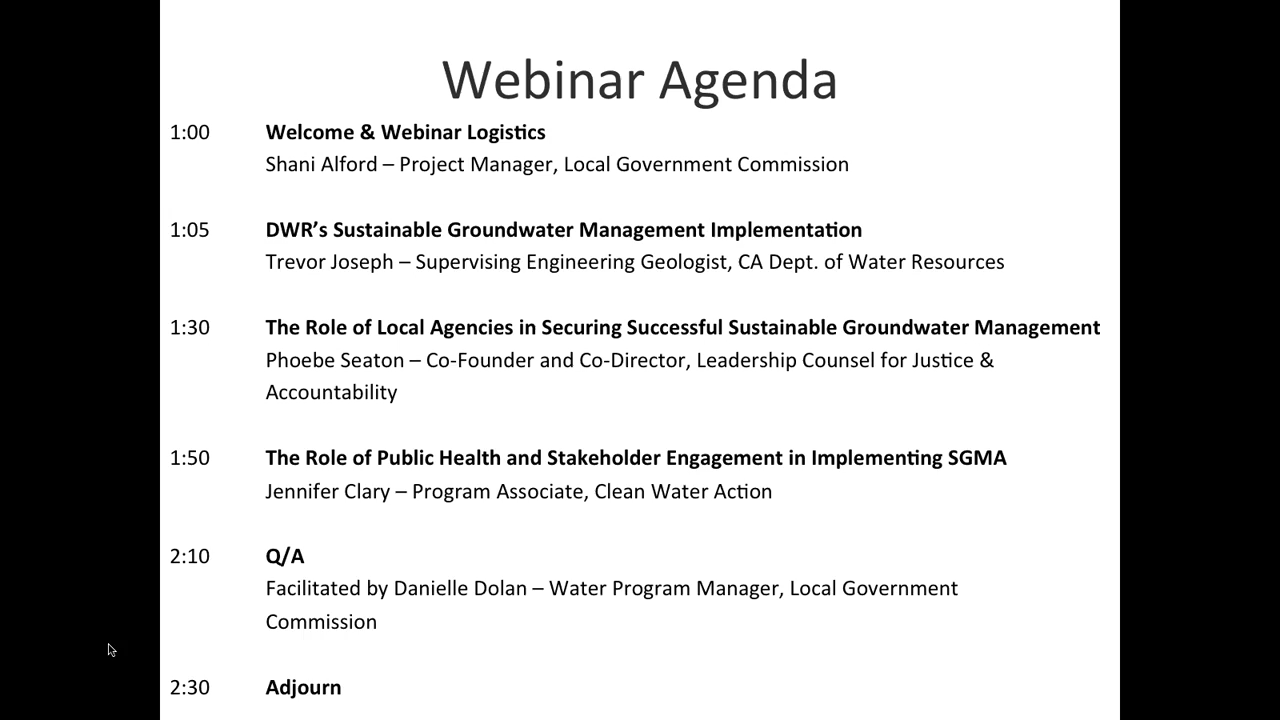 Webinar Agenda
1:00 Welcome & Webinar Logistics
Shani Alford – Project Manager, Local Government Commission
1:05 DWR’s Sustainable Groundwater Management Implementation
Trevor Joseph – Supervising Engineering Geologist, CA Dept. of Water Resources
1:30 The Role of Local Agencies in Securing Successful Sustainable Groundwater Management
Phoebe Seaton – Co-Founder and Co-Director, Leadership Counsel for Justice &
Accountability
1:50 The Role of Public Health and Stakeholder Engagement in Implementing SGMA
Jennifer Clary – Program Associate, Clean Water Action
2:10 Q/A
Facilitated by Danielle Dolan – Water Program Manager, Local Government
Commission
2:30 Adjourn